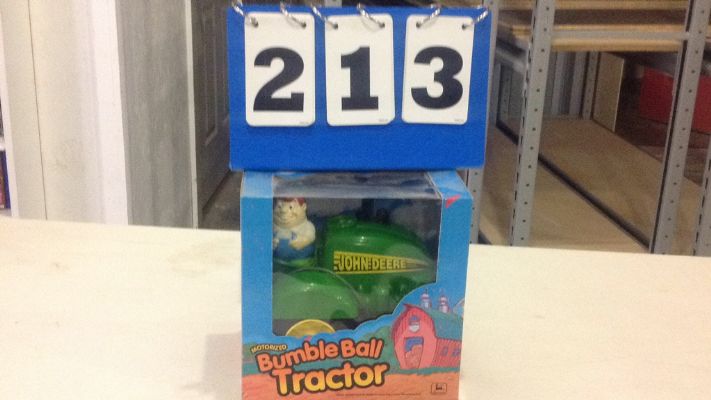 213
JOHN DEERE
MOTORIZED
Bumble Ball
Tractor